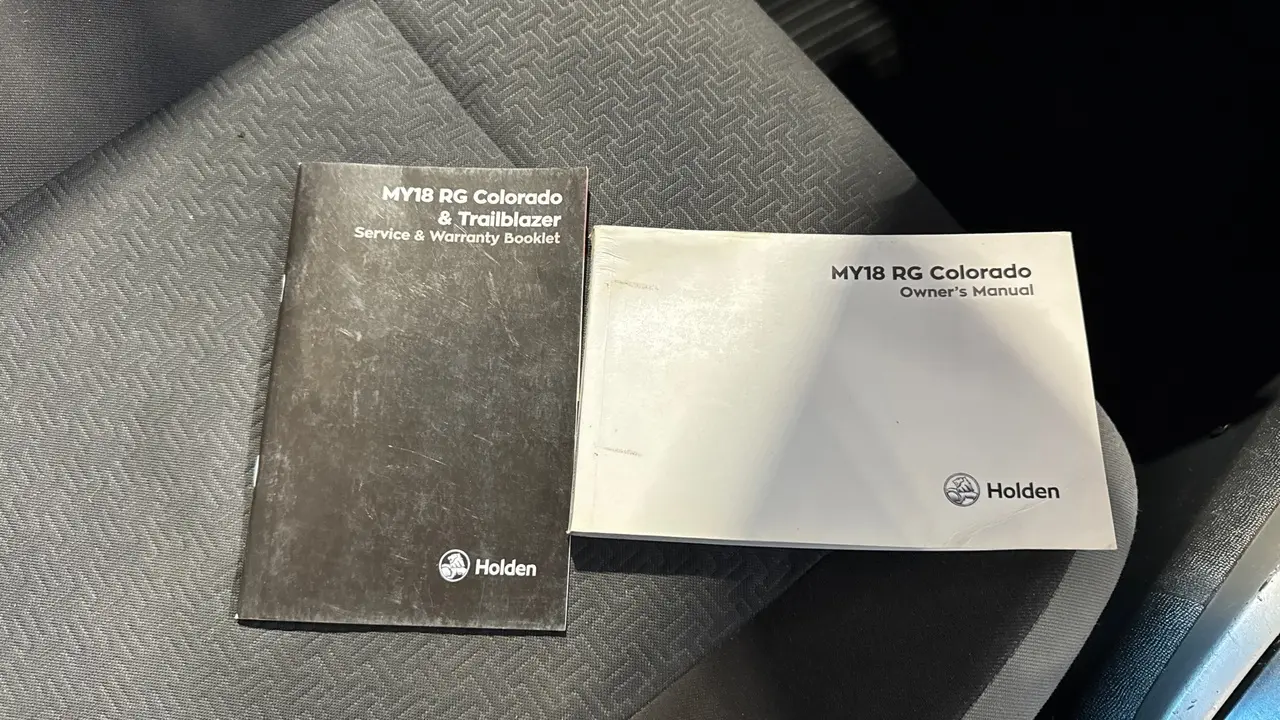 MY18 RG Colorado
& Trailblazer
Service & Warranty Booklet
Holden
MY18 RG Colorado
Owner's Manual
Holden